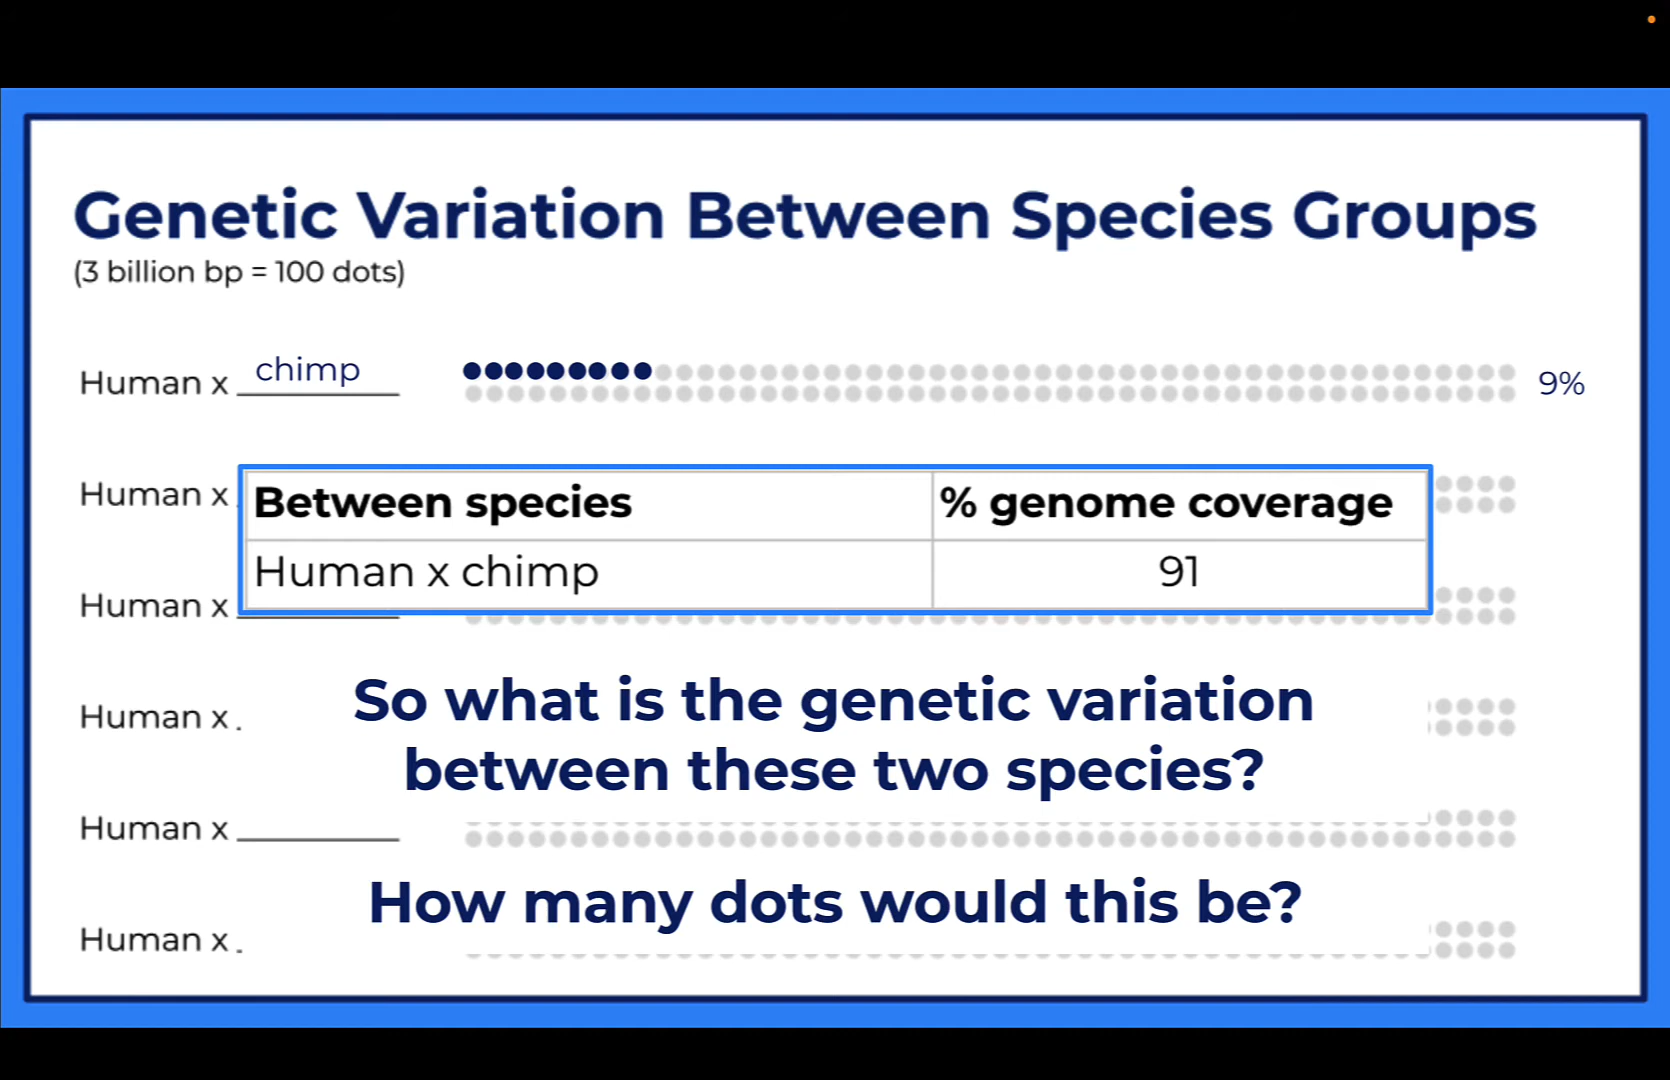 Genetic Variation Between Species Groups
(3 billion bp = 100 dots)
Human x chimp 9%
Human x
Between species % genome coverage
Human x chimp 91
Human x
So what is the genetic variation
Human x
between these two species?
Human x
How many dots would this be?
Human x